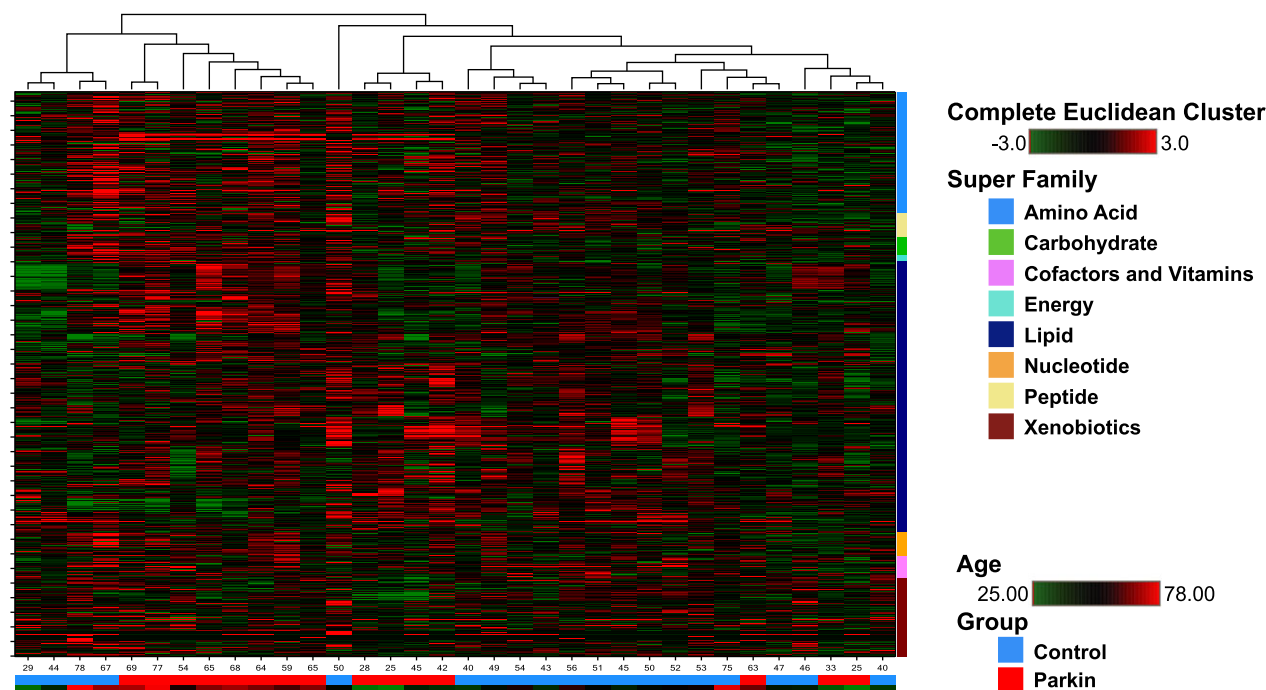 Complete Euclidean Cluster
-3.0 3.0
Super Family
Amino Acid
Carbohydrate
Cofactors and Vitamins
Energy
Lipid
Nucleotide
Peptide
Xenobiotics
Age
25.00 78.00
Group
Control
Parkin
29 44 78 67 69 77 54 65 68 64 59 65 50 28 25 45 42 40 49 54 43 56 51 45 50 52 53 75 63 47 46 33 25 40